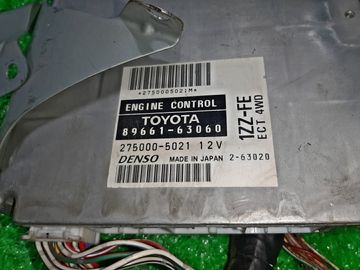 *2750005021M*
ENGINE CONTROL
TOYOTA
89661-63060
275000-5021 12V
DENSO MADE IN JAPAN 2-63020
1ZZ-FE
ECT 4WD